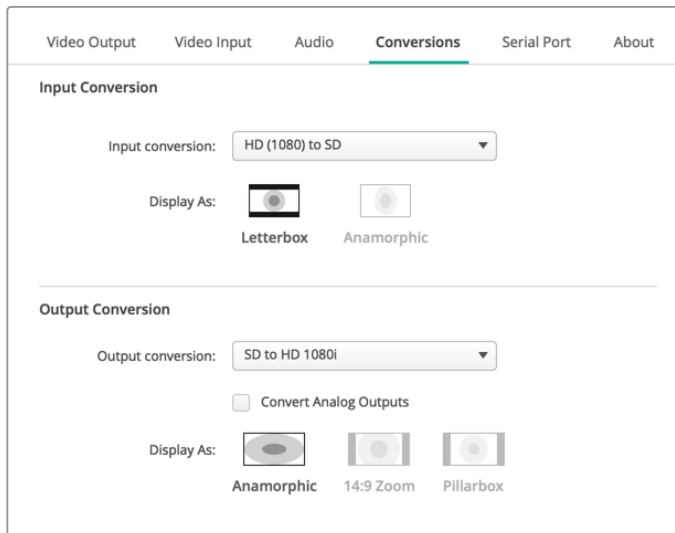 Video Output Video Input Audio Conversions Serial Port About
Input Conversion
Input conversion: HD (1080) to SD
Display As:
Letterbox Anamorphic
Output Conversion
Output conversion: SD to HD 1080i
Convert Analog Outputs
Display As:
Anamorphic 14:9 Zoom Pillarbox